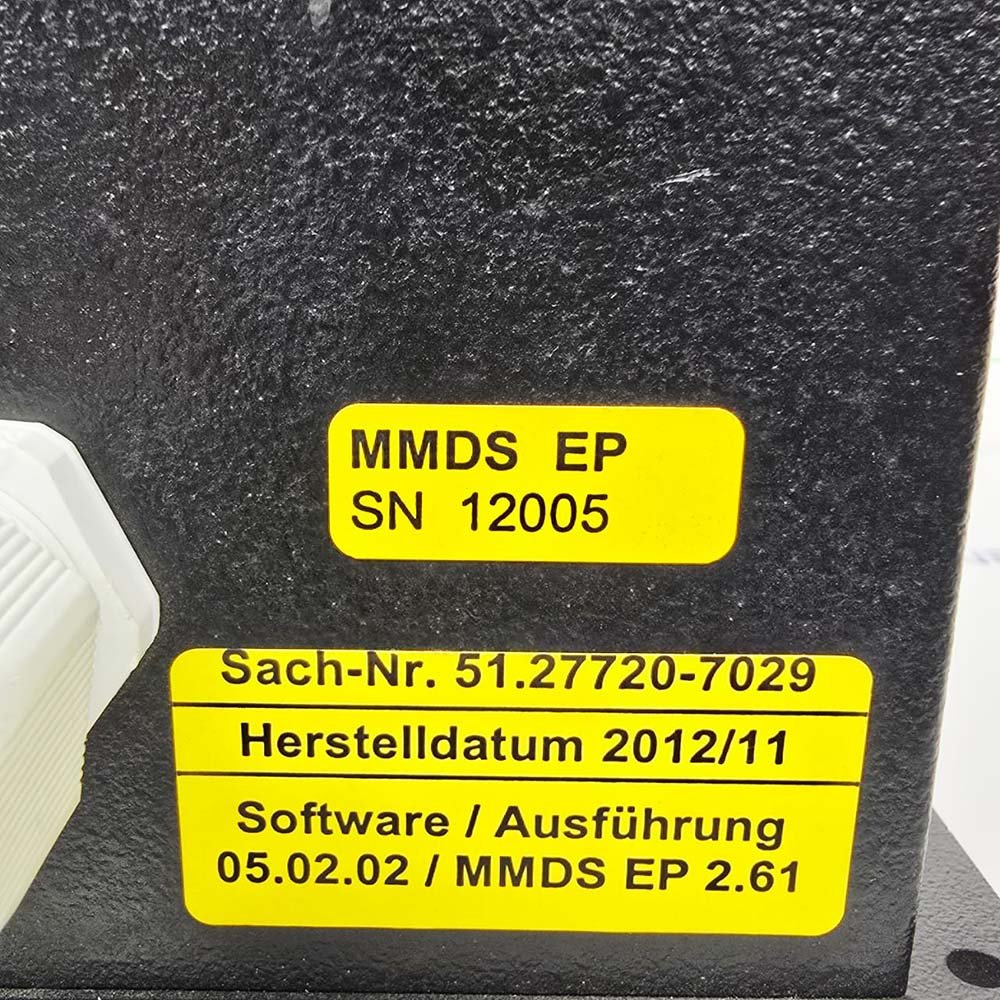 MMDS EP
SN 12005
Sach-Nr. 51.27720-7029
Herstelldatum 2012/11
Software / Ausführung
05.02.02 / MMDS EP 2.61